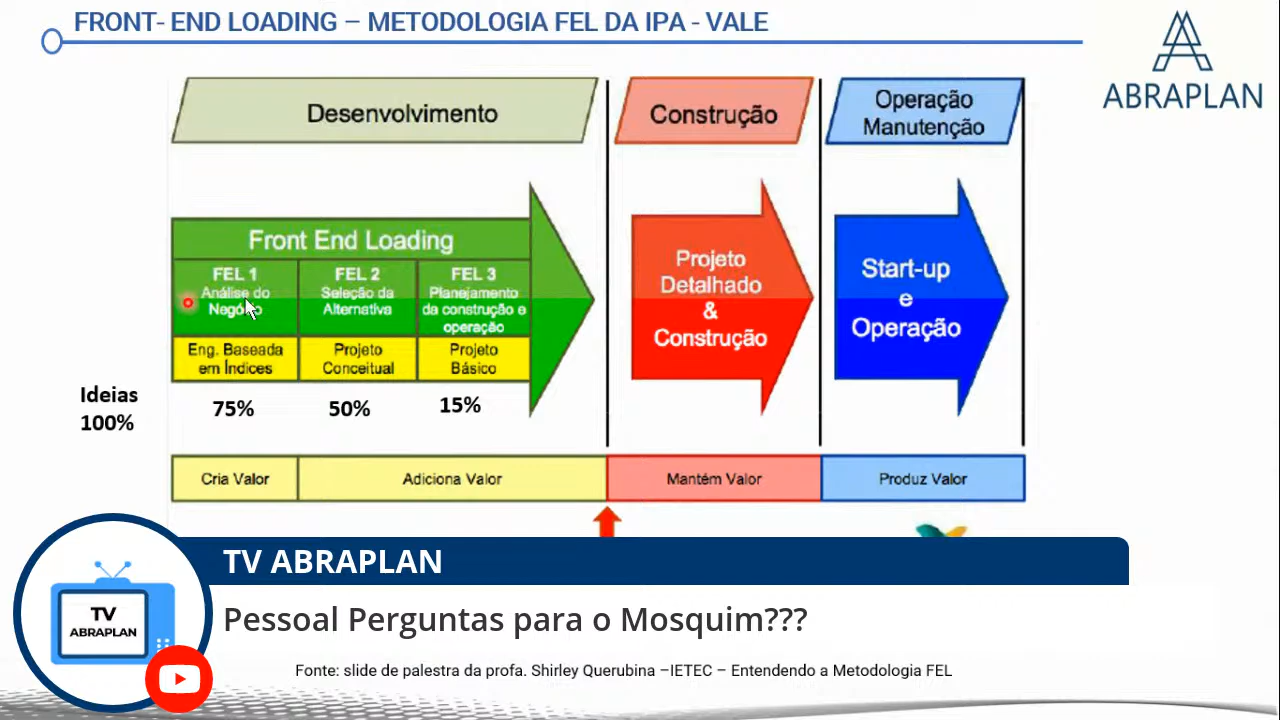 FRONT- END LOADING – METODOLOGIA FEL DA IPA - VALE
ABRAPLAN
Desenvolvimento
Construção
Operação
Manutenção
Front End Loading
FEL 1
Análise do
Negócio
FEL 2
Seleção da
Alternativa
FEL 3
Planejamento
da construção e
operação
Eng. Baseada
em Índices
Projeto
Conceitual
Projeto
Básico
Projeto
Detalhado
&
Construção
Start-up
e
Operação
Ideias
100%
75%
50%
15%
Cria Valor
Adiciona Valor
Mantém Valor
Produz Valor
TV ABRAPLAN
Pessoal Perguntas para o Mosquim???
TV
ABRAPLAN
Fonte: slide de palestra da profa. Shirley Querubina –IETEC – Entendendo a Metodologia FEL